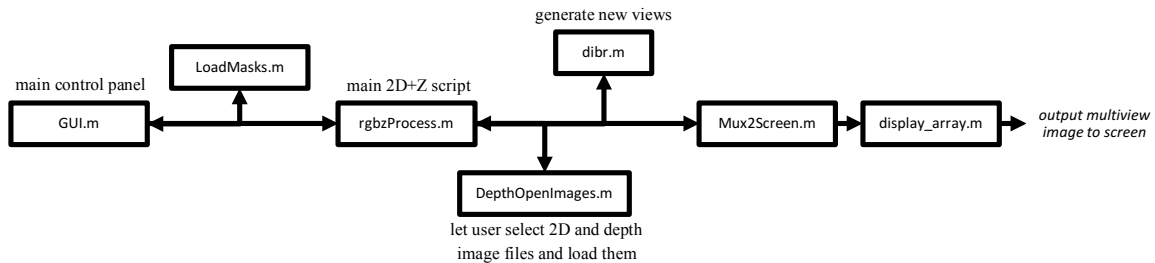 generate new views
dibr.m
LoadMasks.m
main control panel
main 2D+Z script
GUI.m
rgbzProcess.m
Mux2Screen.m
display_array.m
output multiview
image to screen
DepthOpenImages.m
let user select 2D and depth
image files and load them